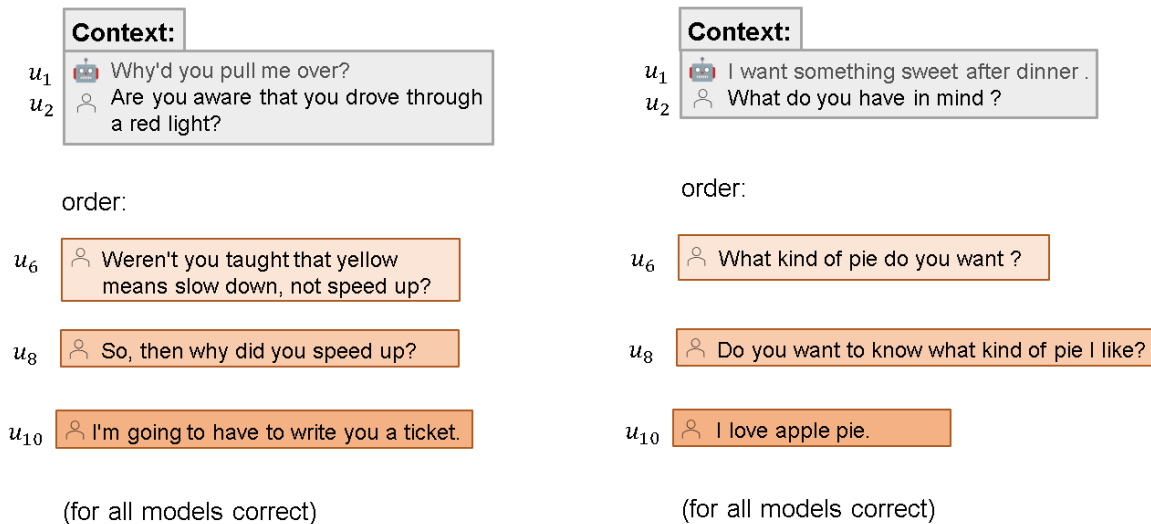 Context:
u1 Why'd you pull me over?
u2 Are you aware that you drove through
a red light?
order:
u6 Weren't you taught that yellow
means slow down, not speed up?
u8 So, then why did you speed up?
u10 I'm going to have to write you a ticket.
(for all models correct)
Context:
u1 I want something sweet after dinner .
u2 What do you have in mind ?
order:
u6 What kind of pie do you want ?
u8 Do you want to know what kind of pie I like?
u10 I love apple pie.
(for all models correct)